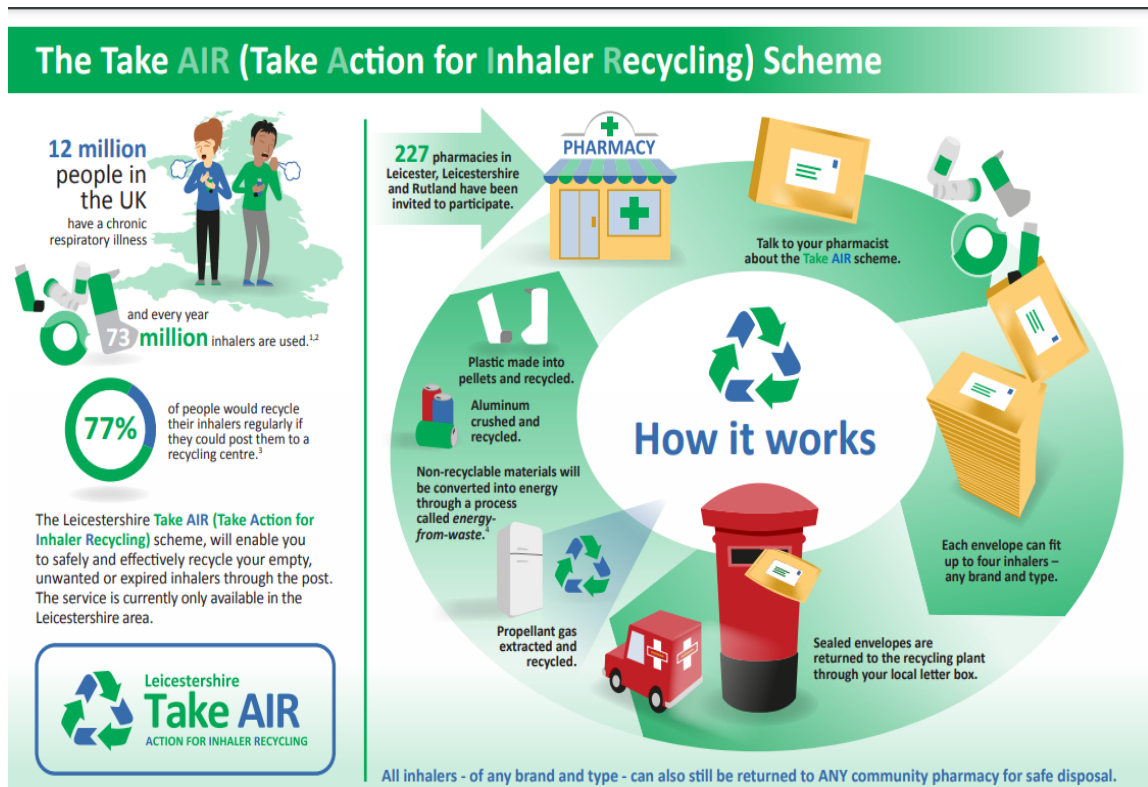 The Take AIR (Take Action for Inhaler Recycling) Scheme
12 million
people in
the UK
have a chronic
respiratory illness
and every year
73 million inhalers are used.1,2
77%
of people would recycle
their inhalers regularly if
they could post them to a
recycling centre.3
The Leicestershire Take AIR (Take Action for
Inhaler Recycling) scheme, will enable you
to safely and effectively recycle your empty,
unwanted or expired inhalers through the post.
The service is currently only available in the
Leicestershire area.
Leicestershire
Take AIR
ACTION FOR INHALER RECYCLING
227 pharmacies in
Leicester, Leicestershire
and Rutland have been
invited to participate.
PHARMACY
Talk to your pharmacist
about the Take AIR scheme.
Each envelope can fit
up to four inhalers –
any brand and type.
Sealed envelopes are
returned to the recycling plant
through your local letter box.
Propellant gas
extracted and
recycled.
Non-recyclable materials will
be converted into energy
through a process
called energy-
from-waste.4
Aluminum
crushed and
recycled.
Plastic made into
pellets and recycled.
How it works
All inhalers - of any brand and type - can also still be returned to ANY community pharmacy for safe disposal.